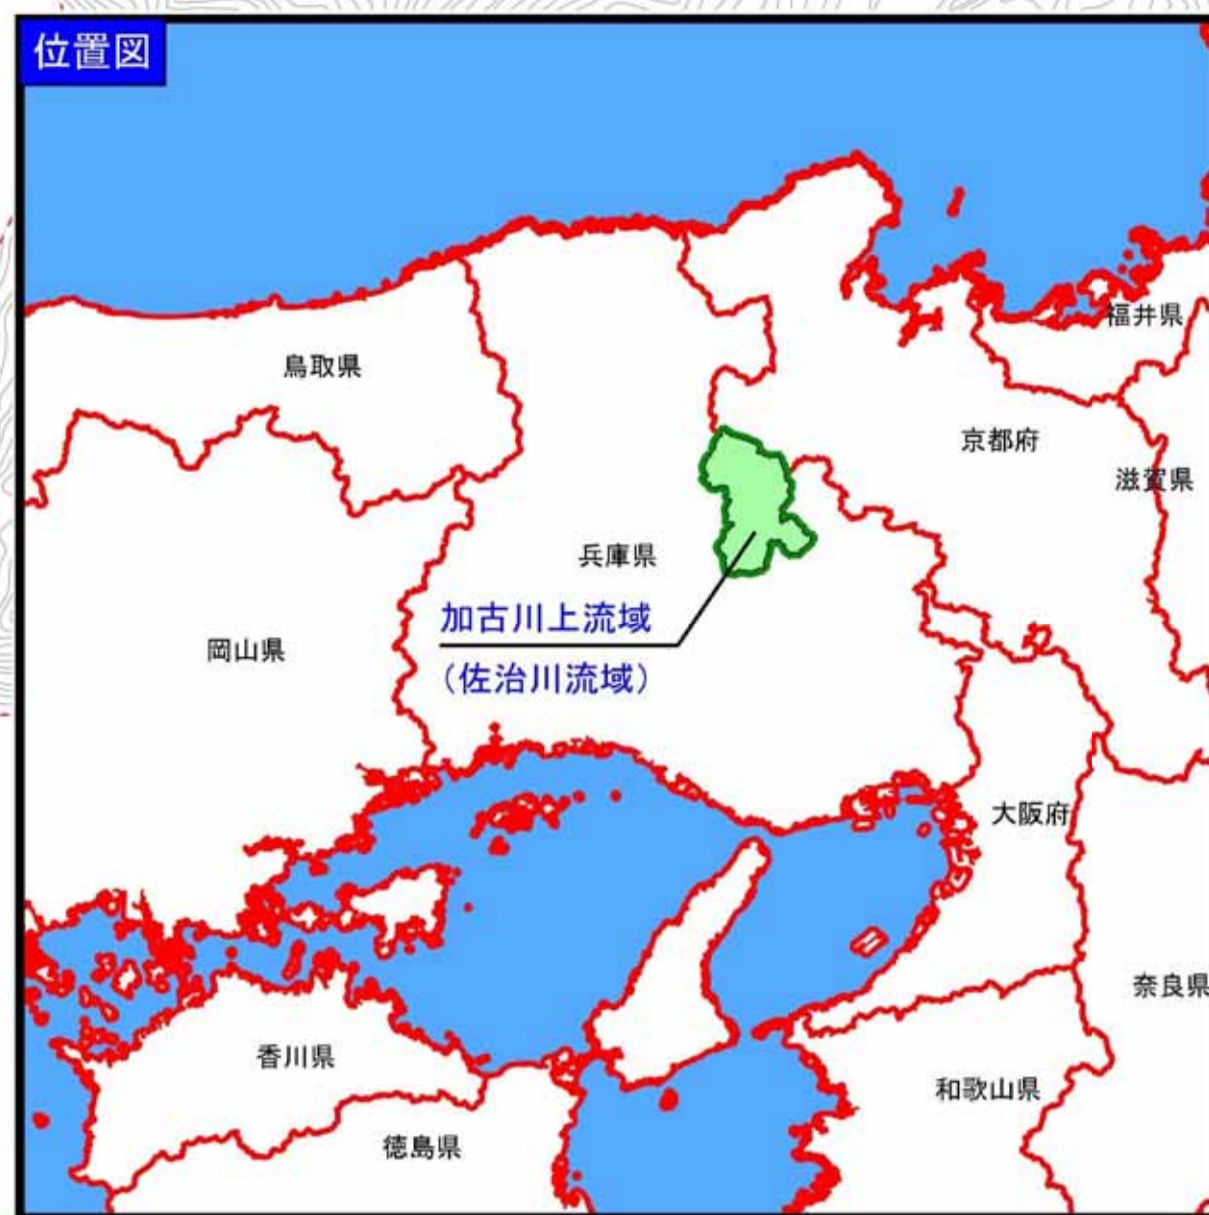 位置図
福井県
鳥取県
京都府
滋賀県
兵庫県
加古川上流域
（佐治川流域）
岡山県
大阪府
奈良県
香川県
和歌山県
徳島県